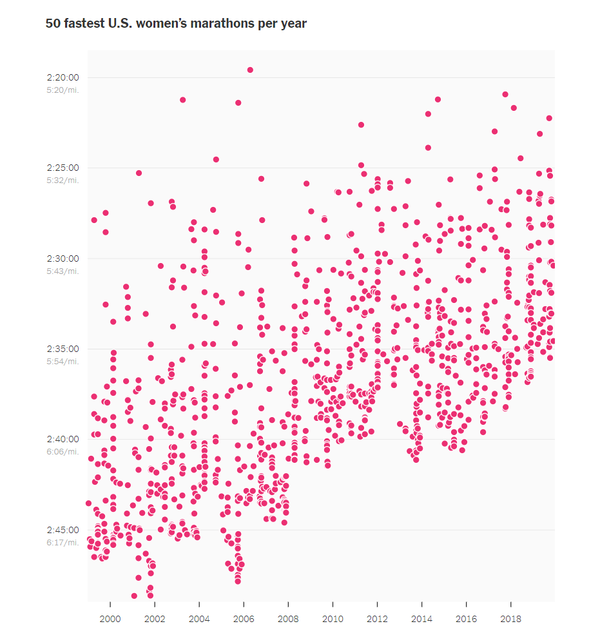 50 fastest U.S. women's marathons per year
2:20:00
5:20/mi.
2:25:00
5:32/mi.
2:30:00
5:43/mi.
2:35:00
5:54/mi.
2:40:00
6:06/mi.
2:45:00
6:17/mi.
2000 2002 2004 2006 2008 2010 2012 2014 2016 2018